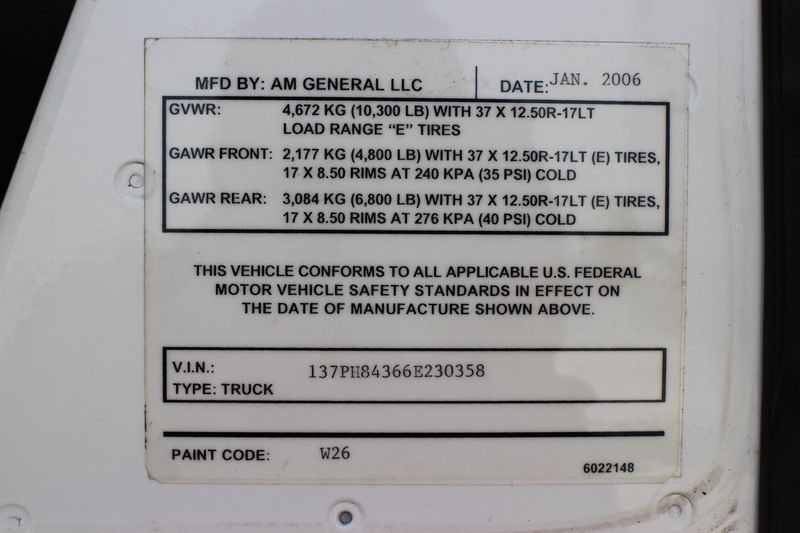 MFD BY: AM GENERAL LLC DATE: JAN. 2006
GVWR: 4,672 KG (10,300 LB) WITH 37 X 12.50R-17LT
LOAD RANGE "E" TIRES
GAWR FRONT: 2,177 KG (4,800 LB) WITH 37 X 12.50R-17LT (E) TIRES,
17 X 8.50 RIMS AT 240 KPA (35 PSI) COLD
GAWR REAR: 3,084 KG (6,800 LB) WITH 37 X 12.50R-17LT (E) TIRES,
17 X 8.50 RIMS AT 276 KPA (40 PSI) COLD
THIS VEHICLE CONFORMS TO ALL APPLICABLE U.S. FEDERAL
MOTOR VEHICLE SAFETY STANDARDS IN EFFECT ON
THE DATE OF MANUFACTURE SHOWN ABOVE.
V.I.N.: 137PH84366E230358
TYPE: TRUCK
PAINT CODE: W26
6022148